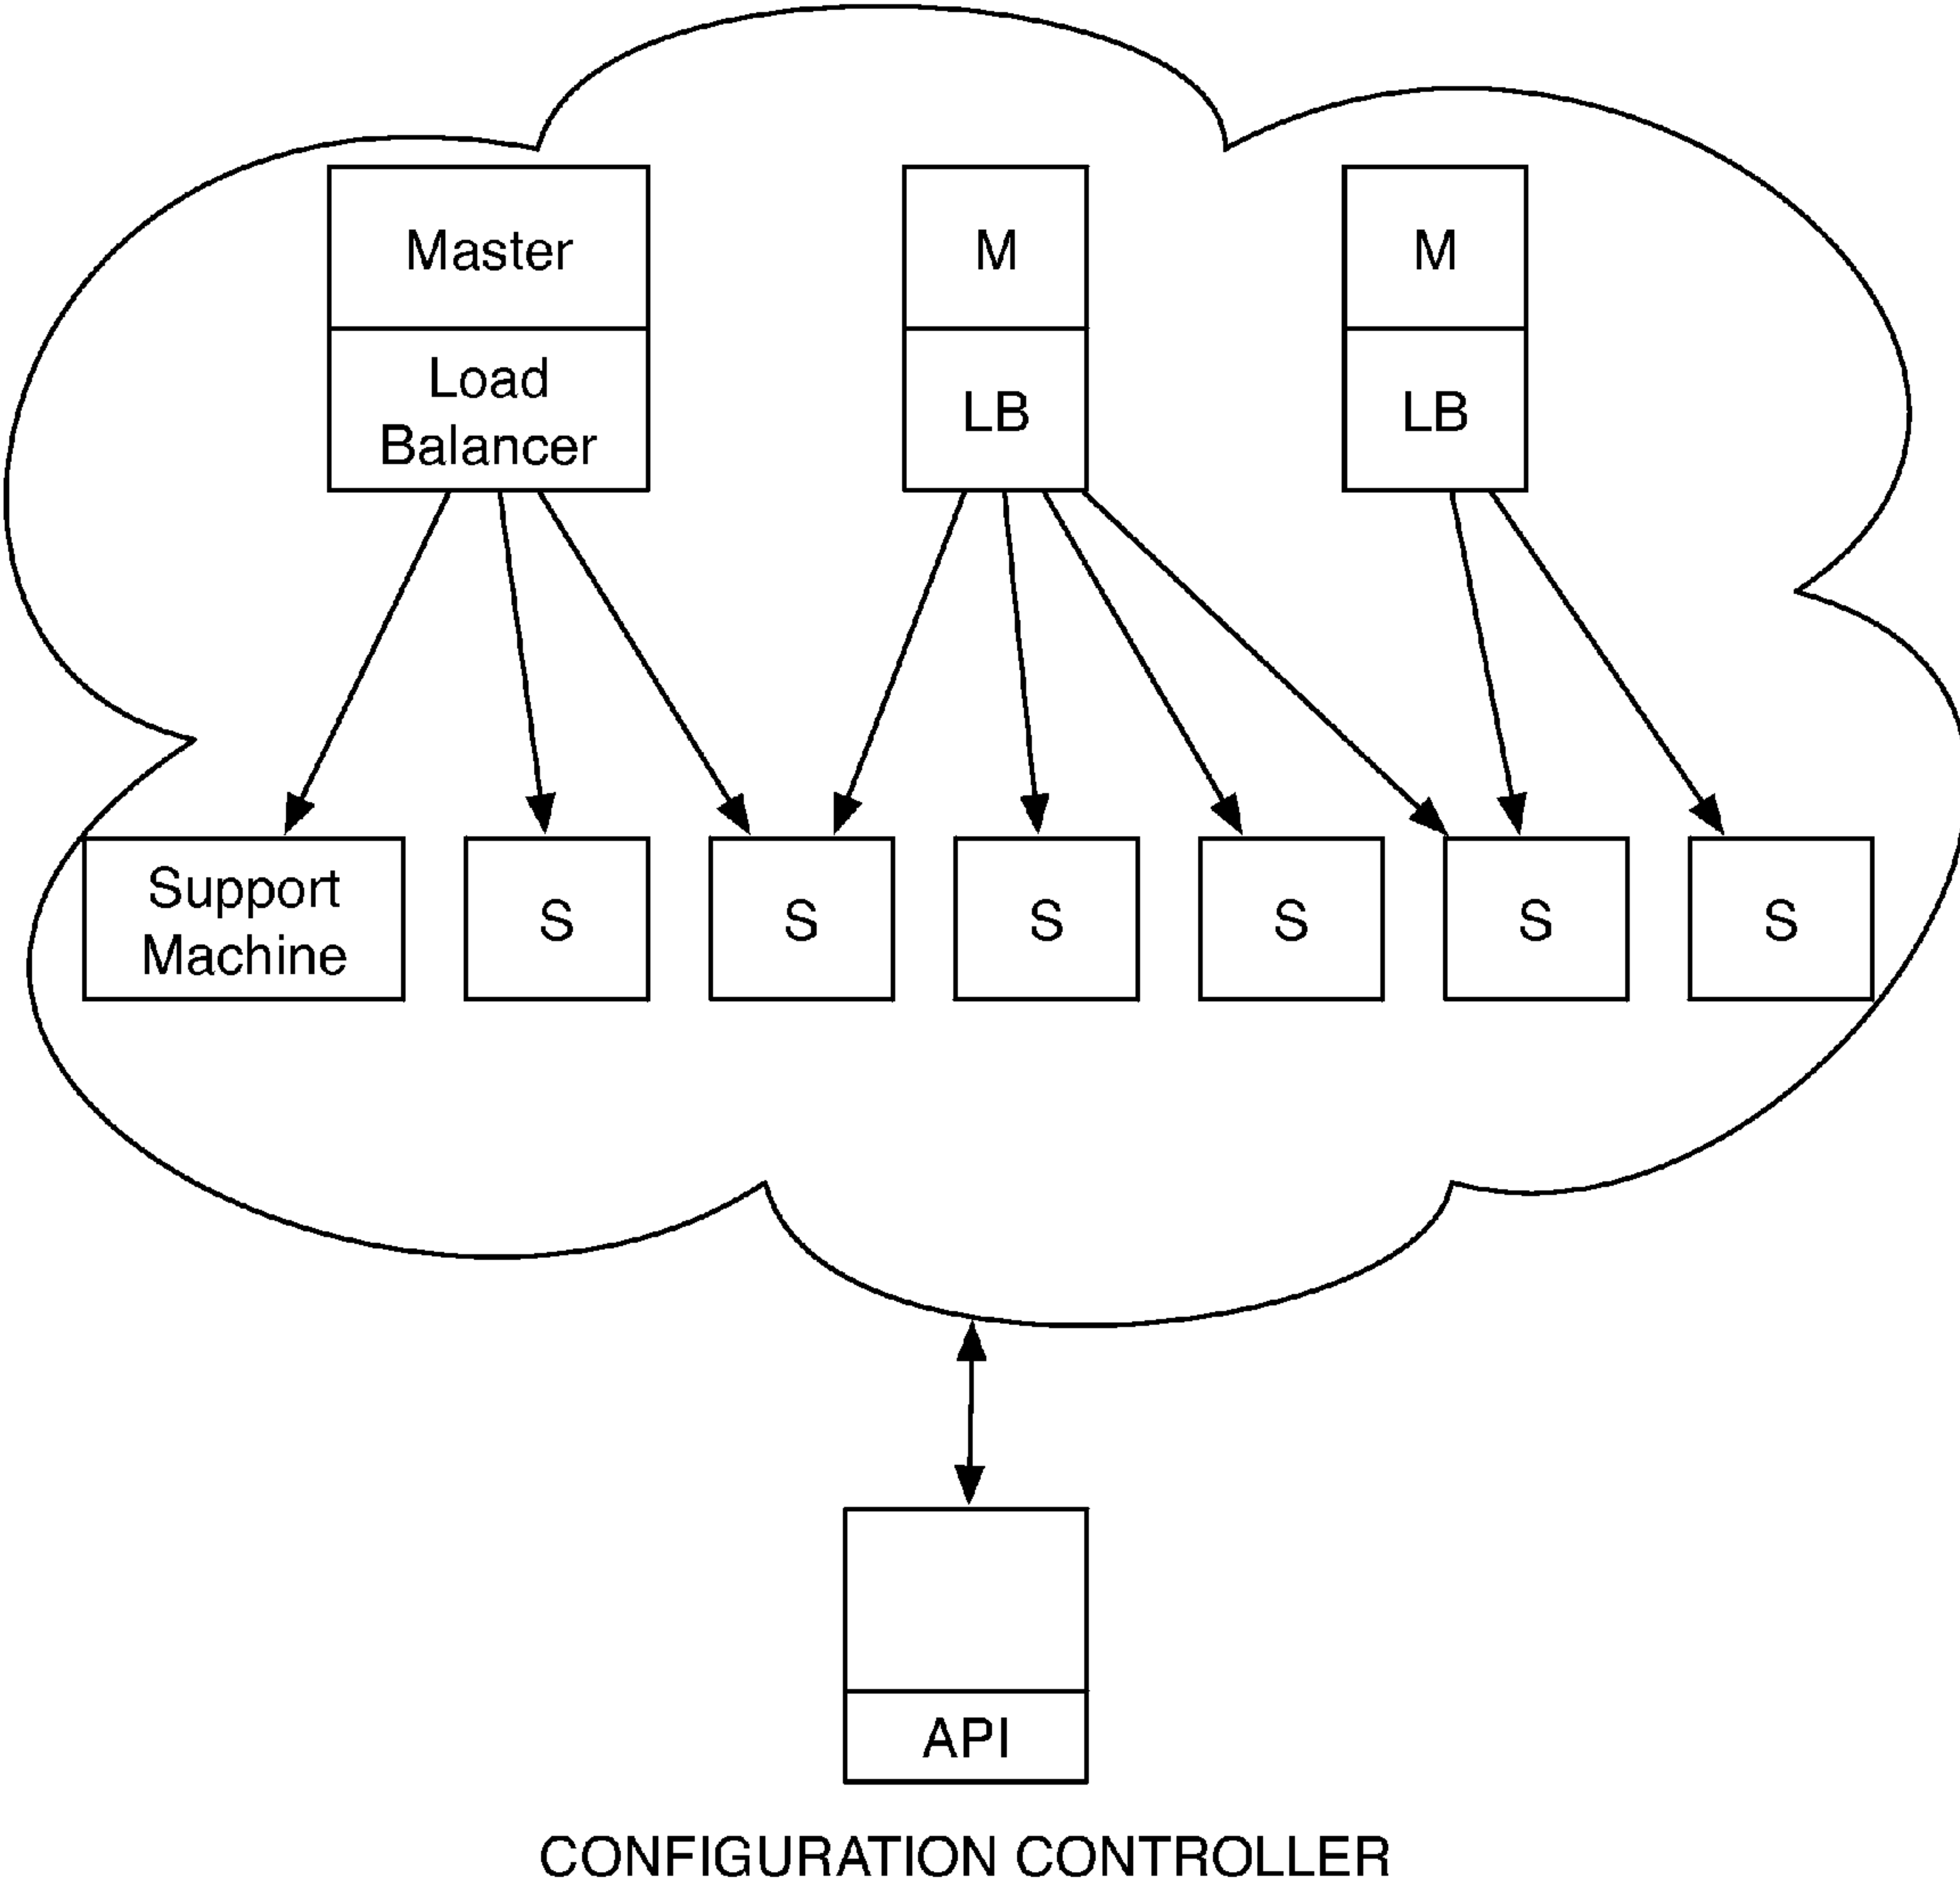 Master
M
M
Load
Balancer
LB
LB
Support
Machine
S
S
S
S
S
S
API
CONFIGURATION CONTROLLER